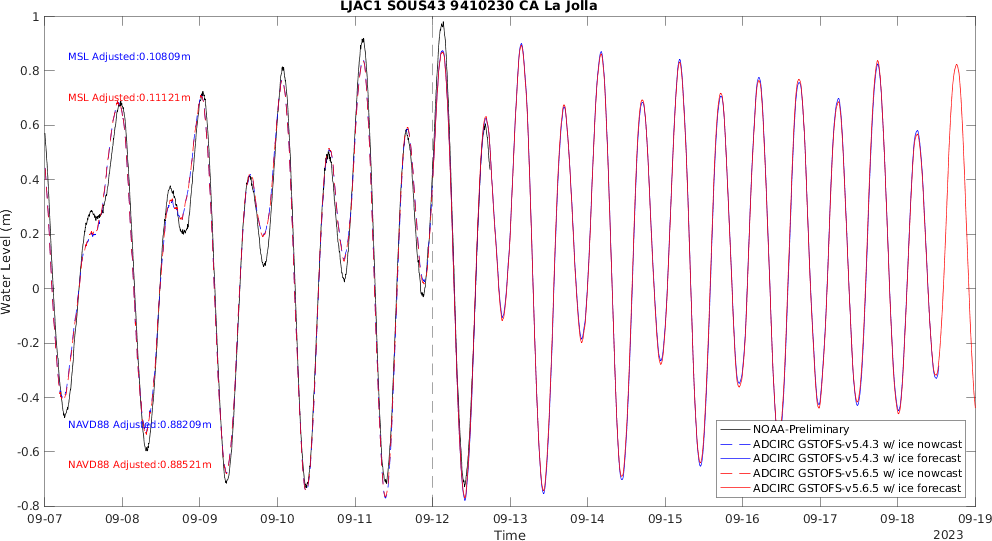 LJAC1 SOUS43 9410230 CA La Jolla
MSL Adjusted:0.10809m
MSL Adjusted:0.11121m
NAVD88 Adjusted:0.88209m
NAVD88 Adjusted:0.88521m
Water Level (m)
1
0.8
0.6
0.4
0.2
0
-0.2
-0.4
-0.6
-0.8
NOAA-Preliminary
ADCIRC GSTOFS-v5.4.3 w/ ice nowcast
ADCIRC GSTOFS-v5.4.3 w/ ice forecast
ADCIRC GSTOFS-v5.6.5 w/ ice nowcast
ADCIRC GSTOFS-v5.6.5 w/ ice forecast
09-07 09-08 09-09 09-10 09-11 09-12 09-13 09-14 09-15 09-16 09-17 09-18 09-19
Time
2023